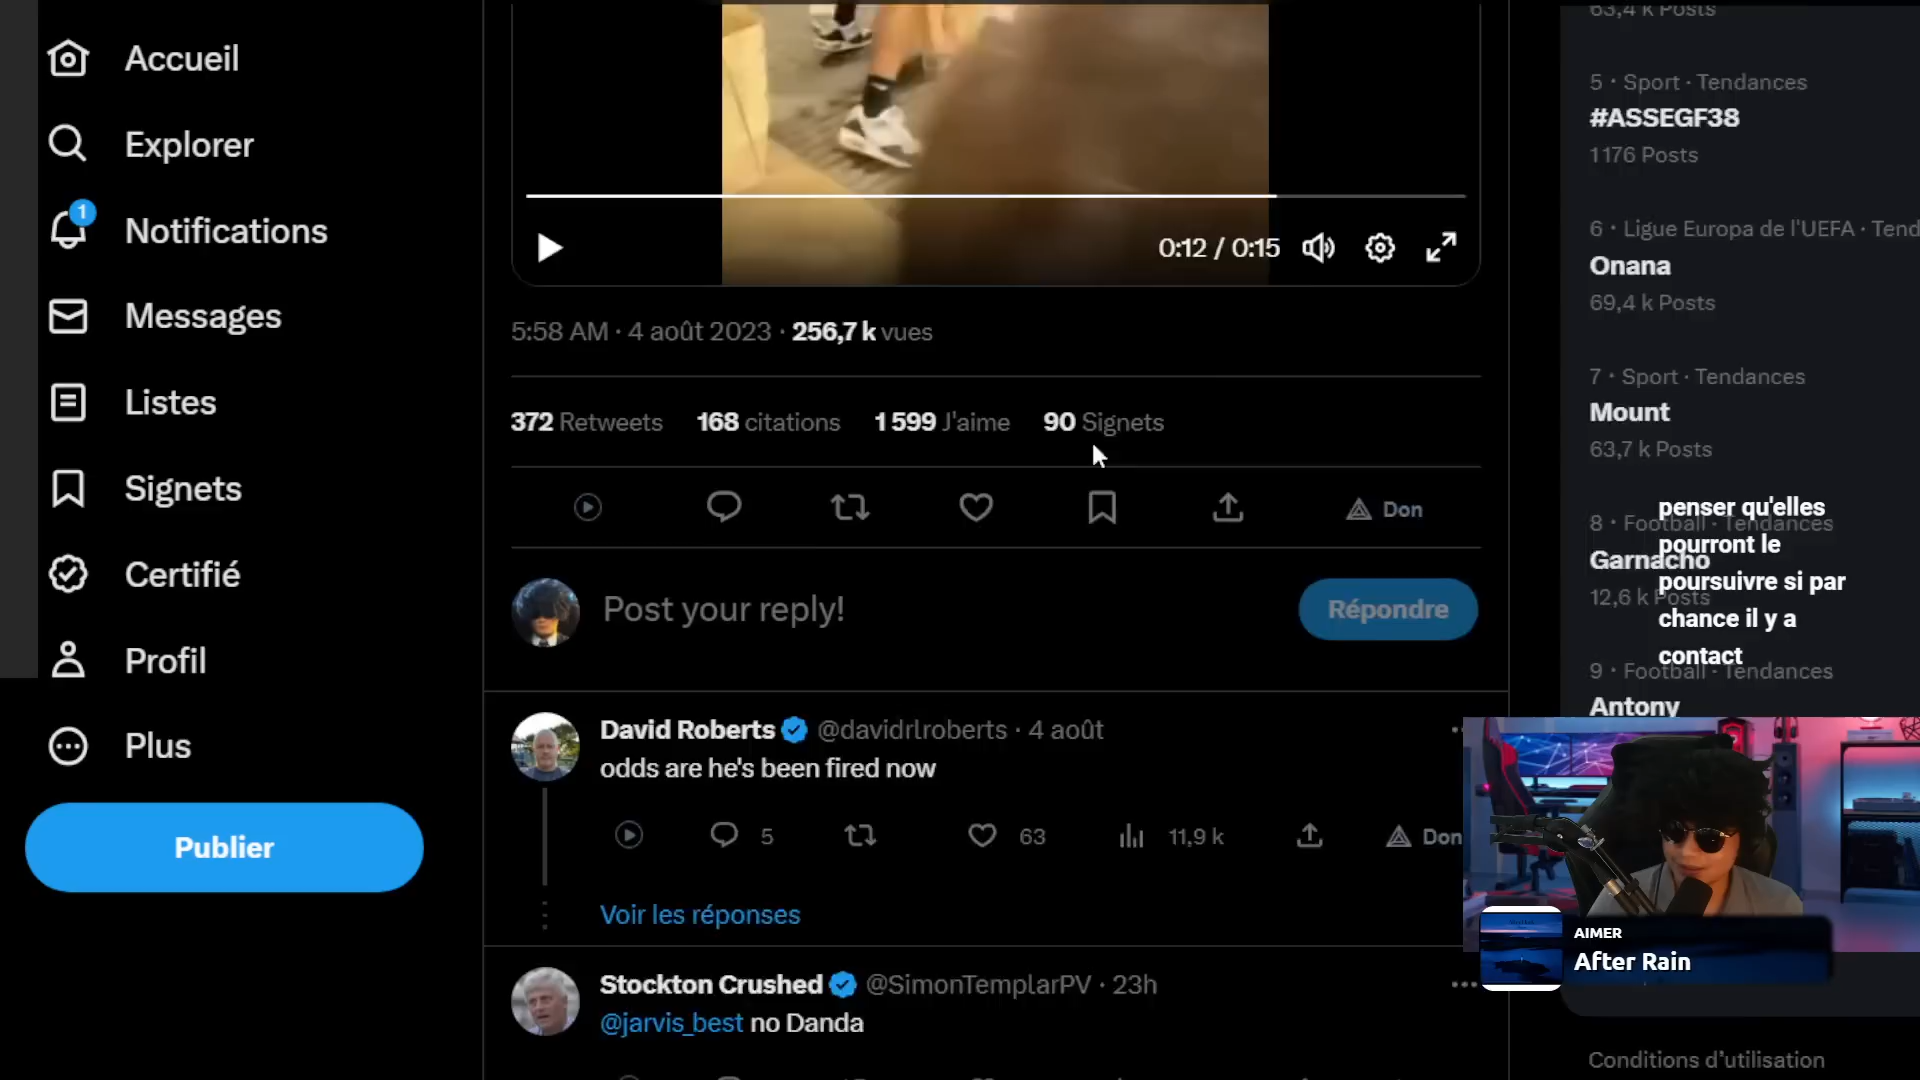 Accueil
Explorer
1
Notifications
Messages
Listes
Signets
Certifié
Profil
Plus
Publier
0:12 / 0:15
5:58 AM · 4 août 2023 · 256,7 k vues
372 Retweets 168 citations 1 599 J'aime 90 Signets
Don
Post your reply!
Répondre
David Roberts @davidrlroberts · 4 août
odds are he's been fired now
5 63 11,9 k Don
Voir les réponses
Stockton Crushed @SimonTemplarPV · 23h
@jarvis_best no Danda
63,4 k Posts
5 · Sport · Tendances
#ASSEGF38
1 176 Posts
6 · Ligue Europa de l'UEFA · Tend
Onana
69,4 k Posts
7 · Sport · Tendances
Mount
63,7 k Posts
8 · Football · Tendances
Garnacho
12,6 k Posts
9 · Football · Tendances
Antony
penser qu'elles
pourront le
poursuivre si par
chance il y a
contact
AIMER
After Rain
Conditions d'utilisation